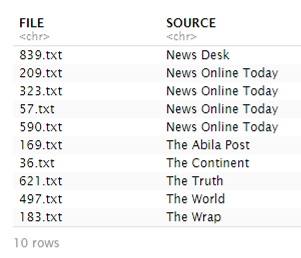 FILE SOURCE
<chr> <chr>
839.txt News Desk
209.txt News Online Today
323.txt News Online Today
57.txt News Online Today
590.txt News Online Today
169.txt The Abila Post
36.txt The Continent
621.txt The Truth
497.txt The World
183.txt The Wrap
10 rows